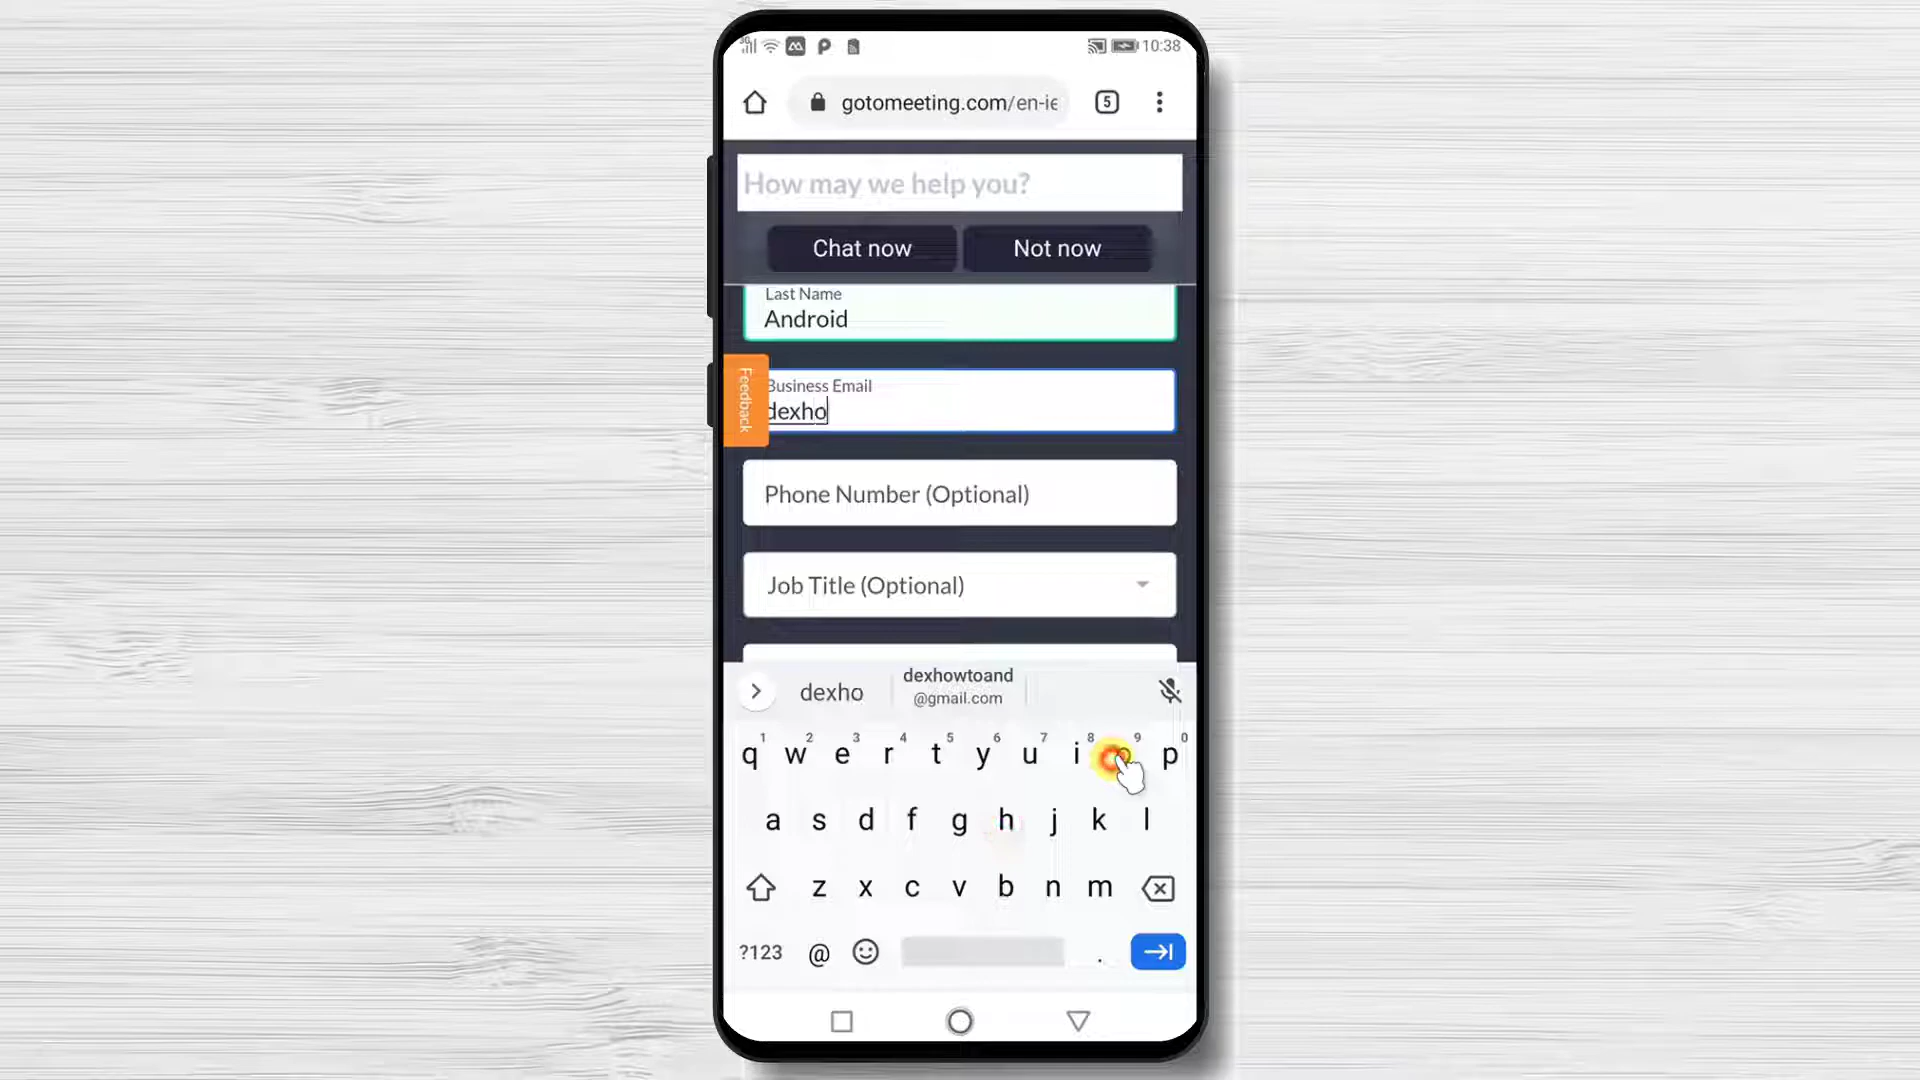 3G 10:38
gotomeeting.com/en-ie 5
How may we help you?
Chat now Not now
Last Name
Android
Feedback
Business Email
dexho
Phone Number (Optional)
Job Title (Optional)
dexho dexhowtoand
@gmail.com
1 2 3 4 5 6 7 8 9 0
q w e r t y u i o p
a s d f g h j k l
z x c v b n m
?123 @ .